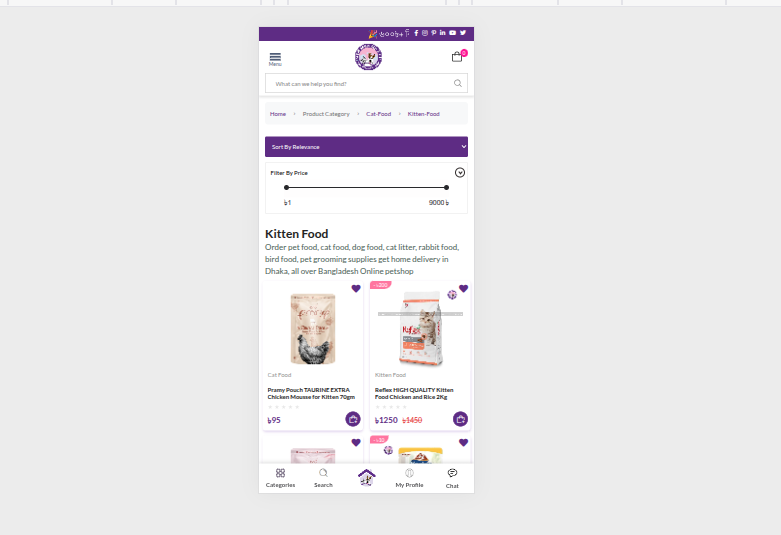 Menu
0
What can we help you find?
Home
Product Category
Cat-Food
Kitten-Food
Sort By Relevance
Filter By Price
৳1
9000 ৳
Kitten Food
Order pet food, cat food, dog food, cat litter, rabbit food,
bird food, pet grooming supplies get home delivery in
Dhaka, all over Bangladesh Online petshop
Cat Food
Pramy Pouch TAURINE EXTRA
Chicken Mousse for Kitten 70gm
৳95
Kitten Food
Reflex HIGH QUALITY Kitten
Food Chicken and Rice 2Kg
৳1250 ৳1450
Categories
Search
My Profile
Chat